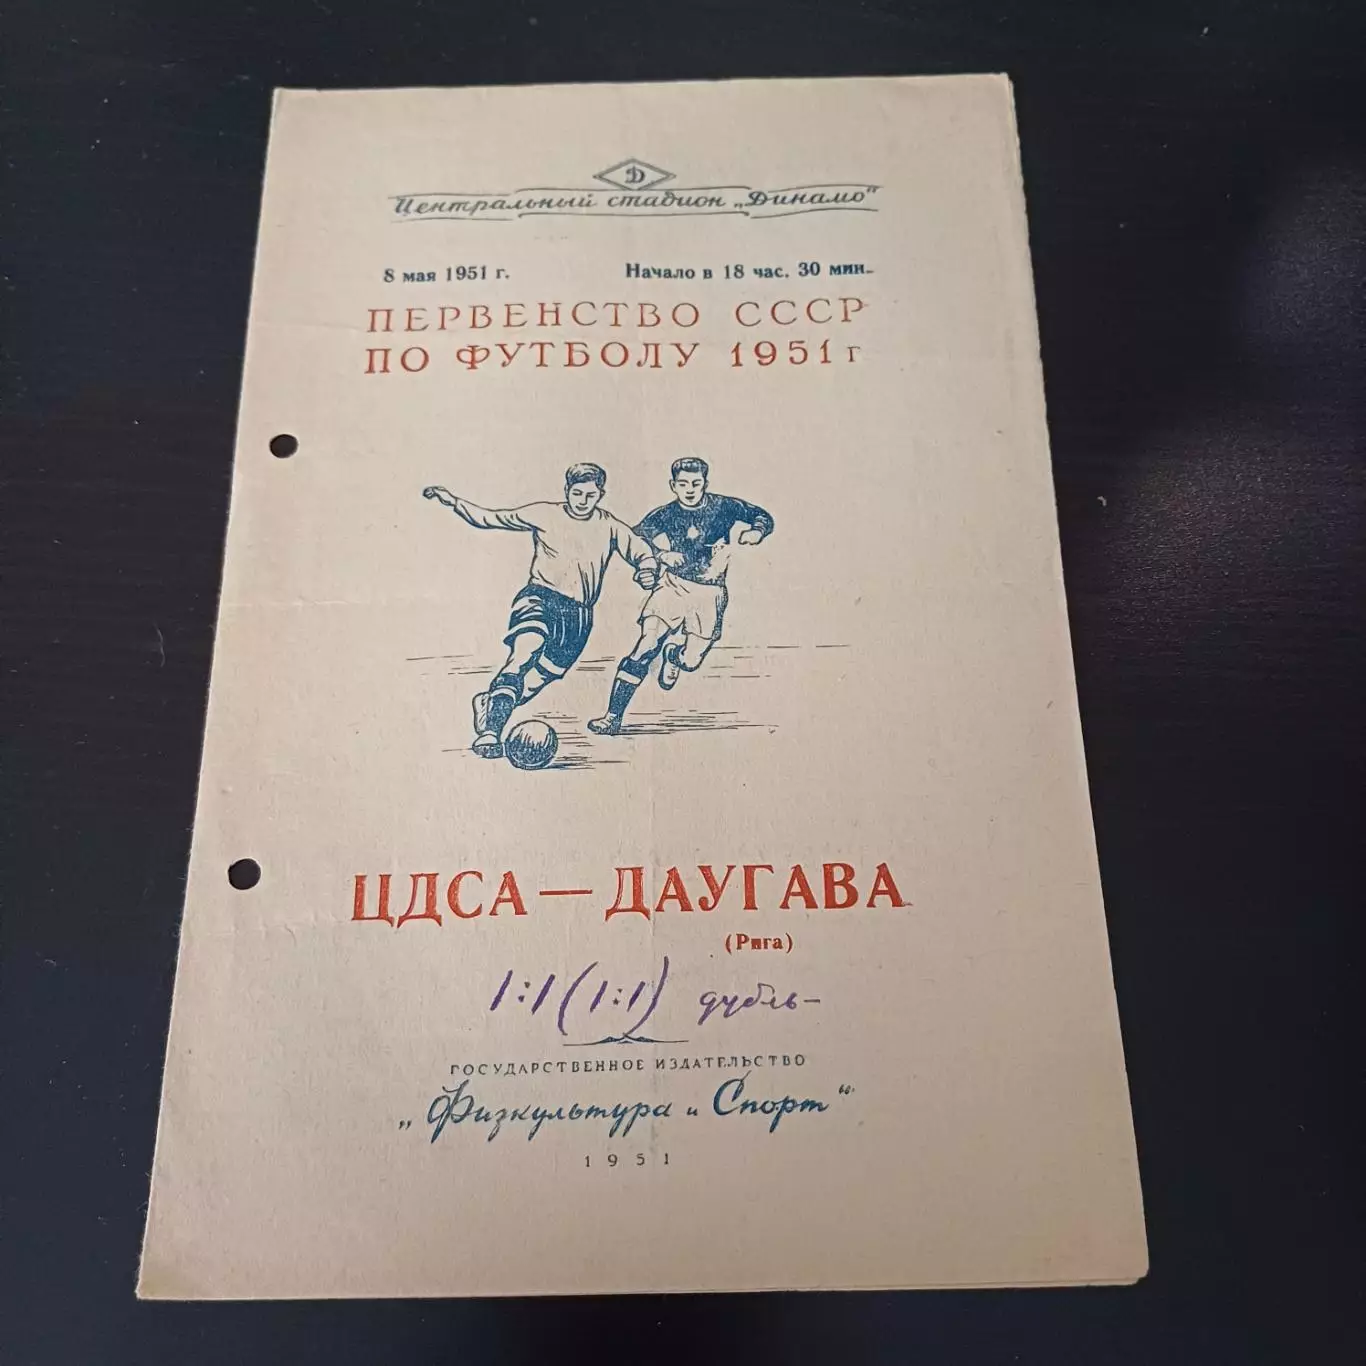 Д
Центральный стадион „Динамо"
8 мая 1951 г. Начало в 18 час. 30 мин.
ПЕРВЕНСТВО СССР
ПО ФУТБОЛУ 1951 г
ЦДСА — ДАУГАВА
(Рига)
1:1 (1:1) дубль-
ГОСУДАРСТВЕННОЕ ИЗДАТЕЛЬСТВО
„Физкультура и Спорт"
1951